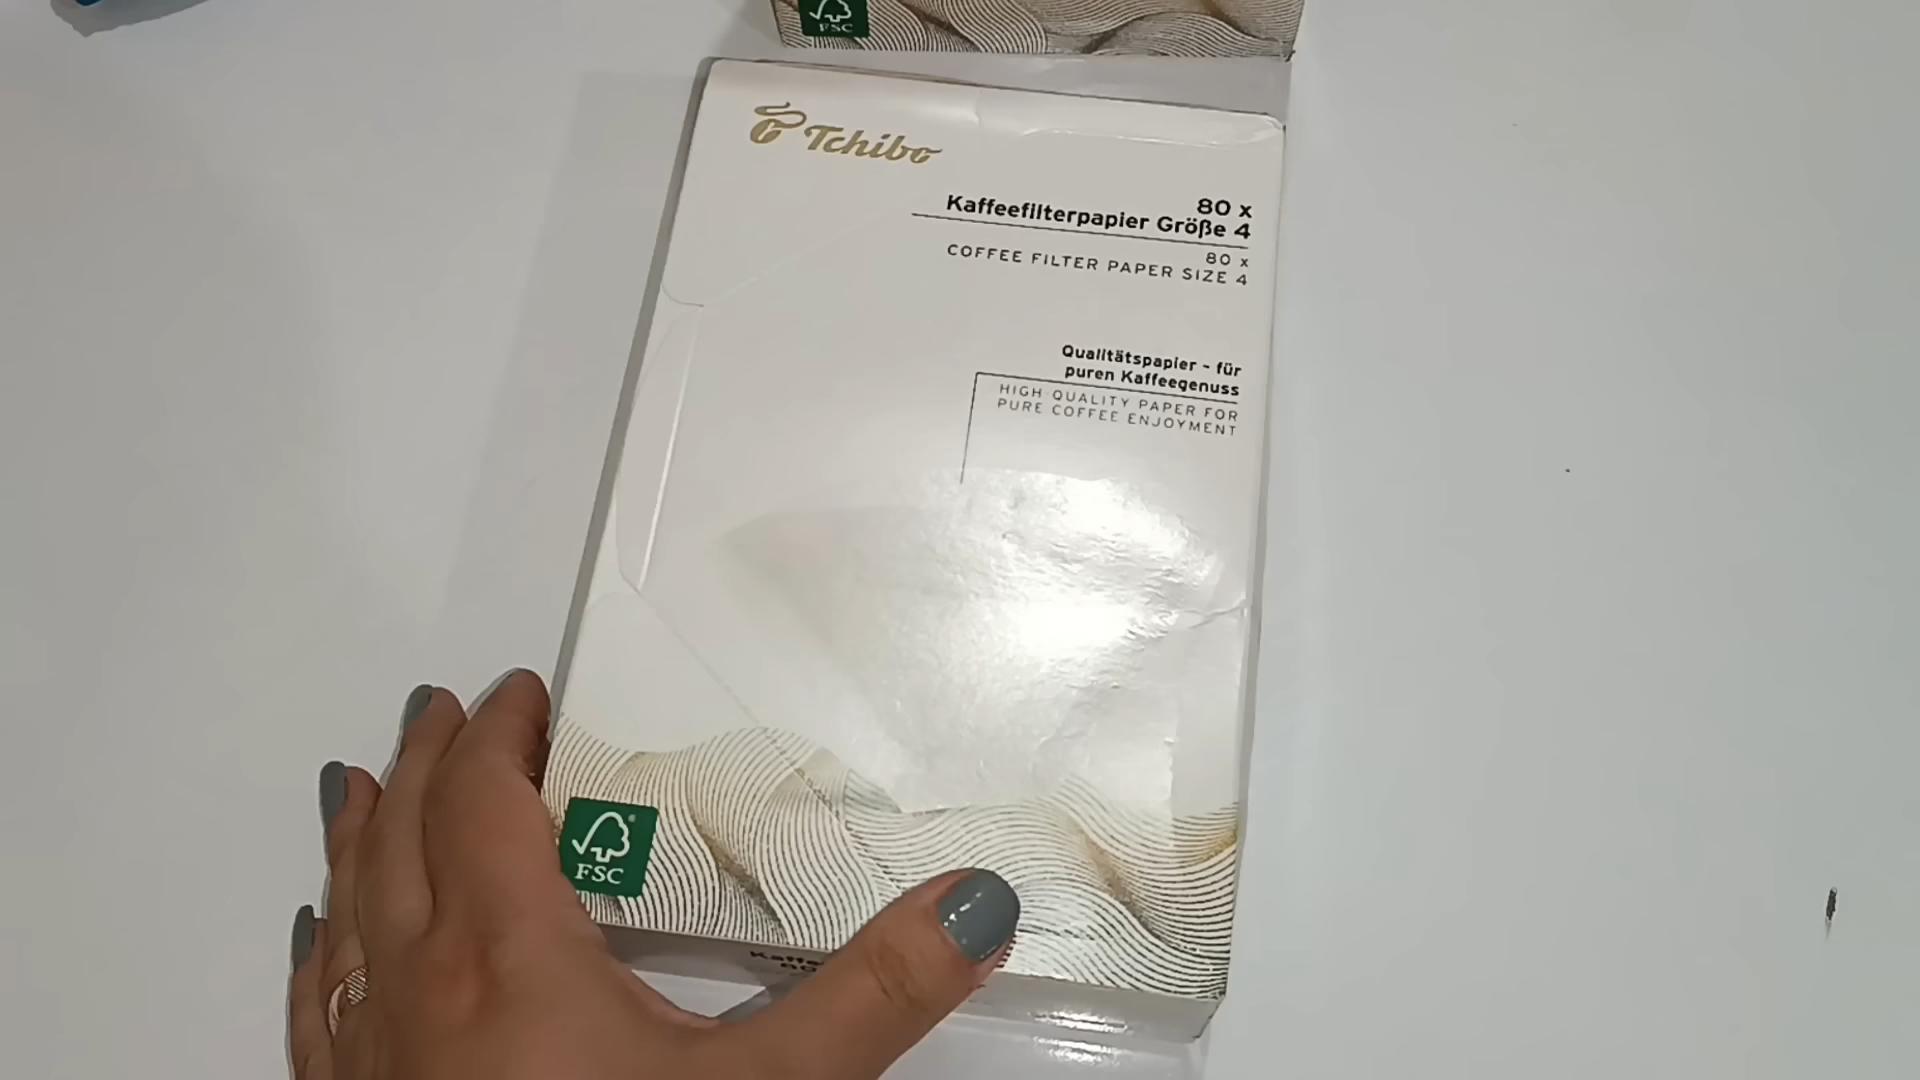 FSC
Tchibo
80 x
Kaffeefilterpapier Größe 4
80 x
COFFEE FILTER PAPER SIZE 4
Qualitätspapier - für
puren Kaffeegenuss
HIGH QUALITY PAPER FOR
PURE COFFEE ENJOYMENT
FSC